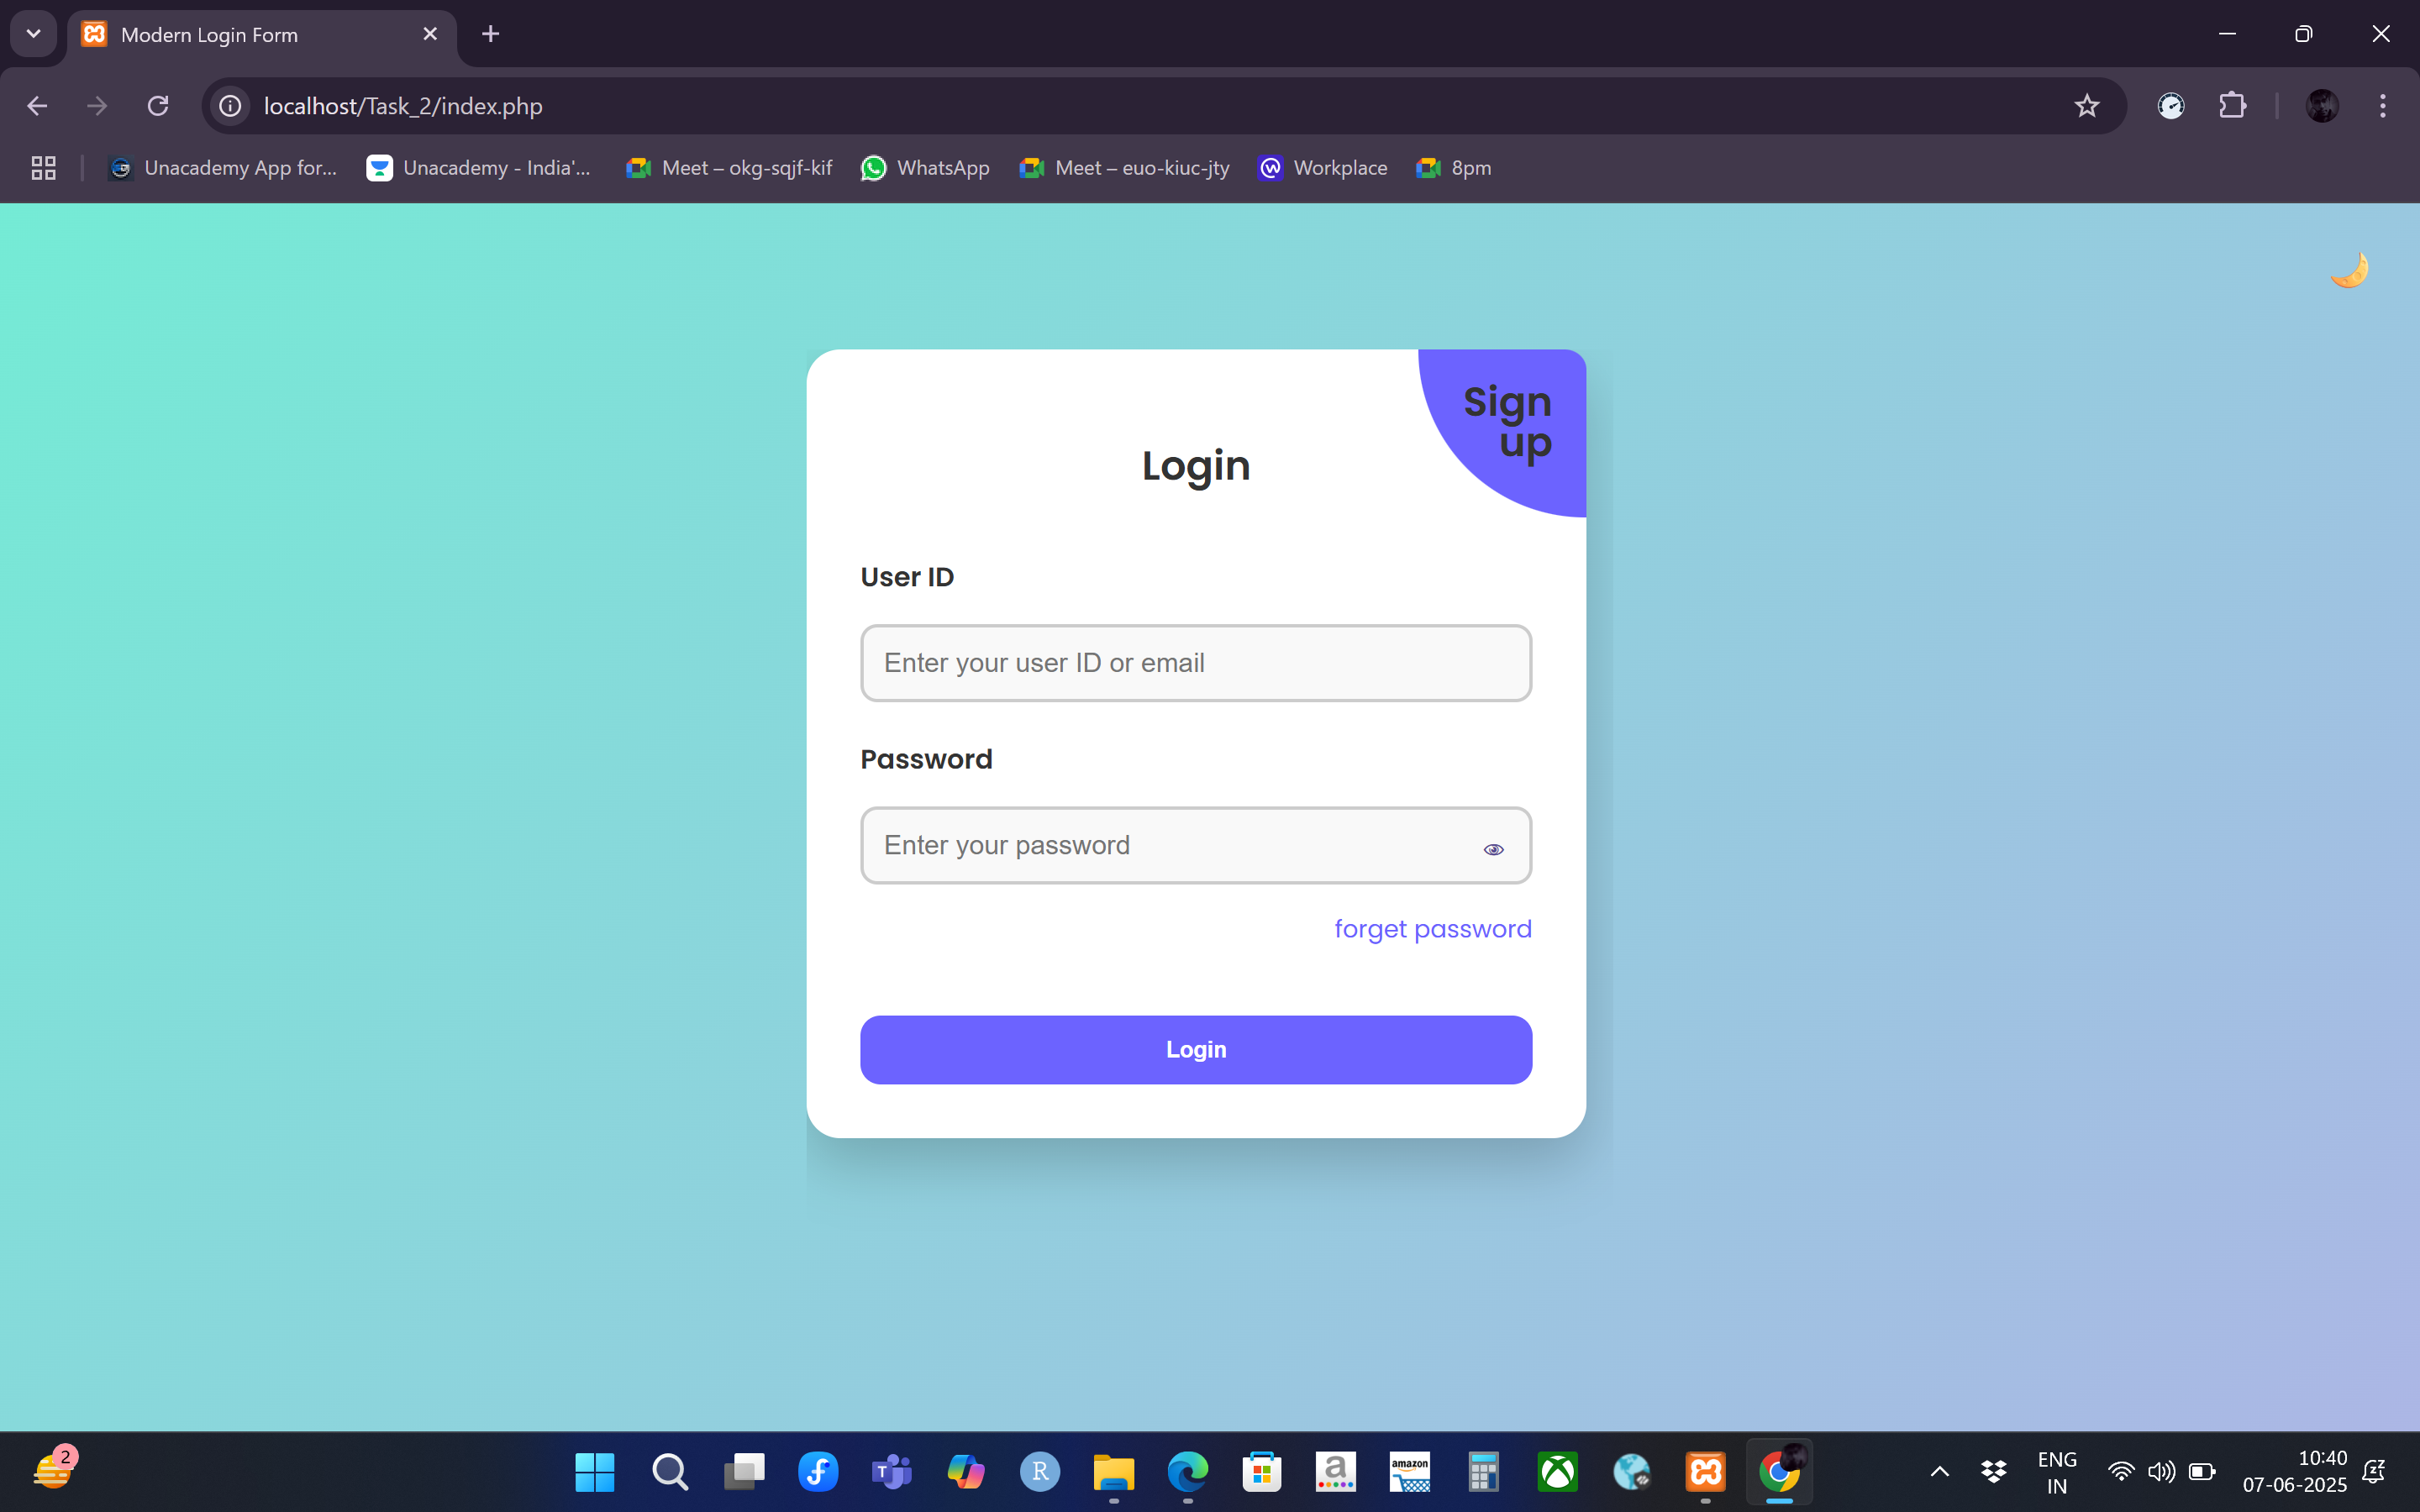 Modern Login Form
localhost/Task_2/index.php
Unacademy App for...
Unacademy - India'...
Meet – okg-sqjf-kif
WhatsApp
Meet – euo-kiuc-jty
Workplace
8pm
Sign
up
Login
User ID
Enter your user ID or email
Password
Enter your password
forget password
Login
2
T
R
a
amazon
ENG
IN
10:40
07-06-2025